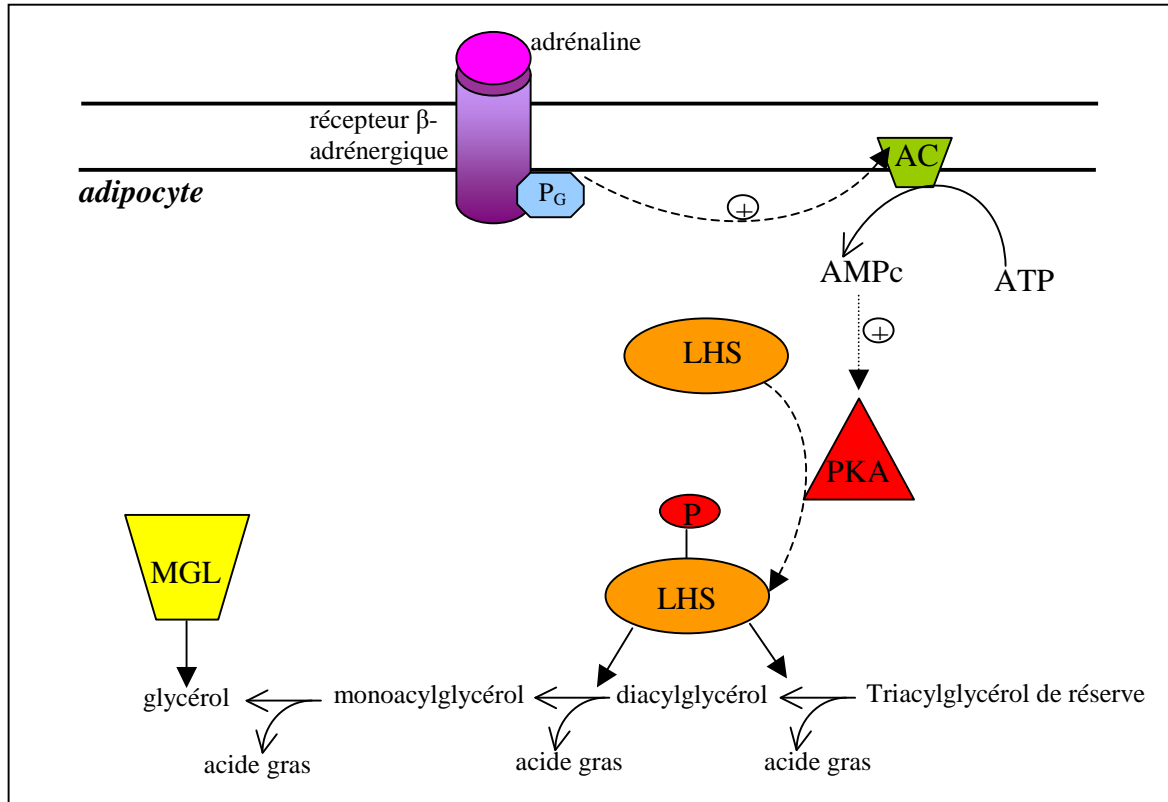 adrénaline
récepteur β-
adrénergique
AC
adipocyte
P_G
+
AMPc
ATP
+
LHS
PKA
P
MGL
LHS
glycérol
monoacylglycérol
diacylglycérol
Triacylglycérol de réserve
acide gras
acide gras
acide gras